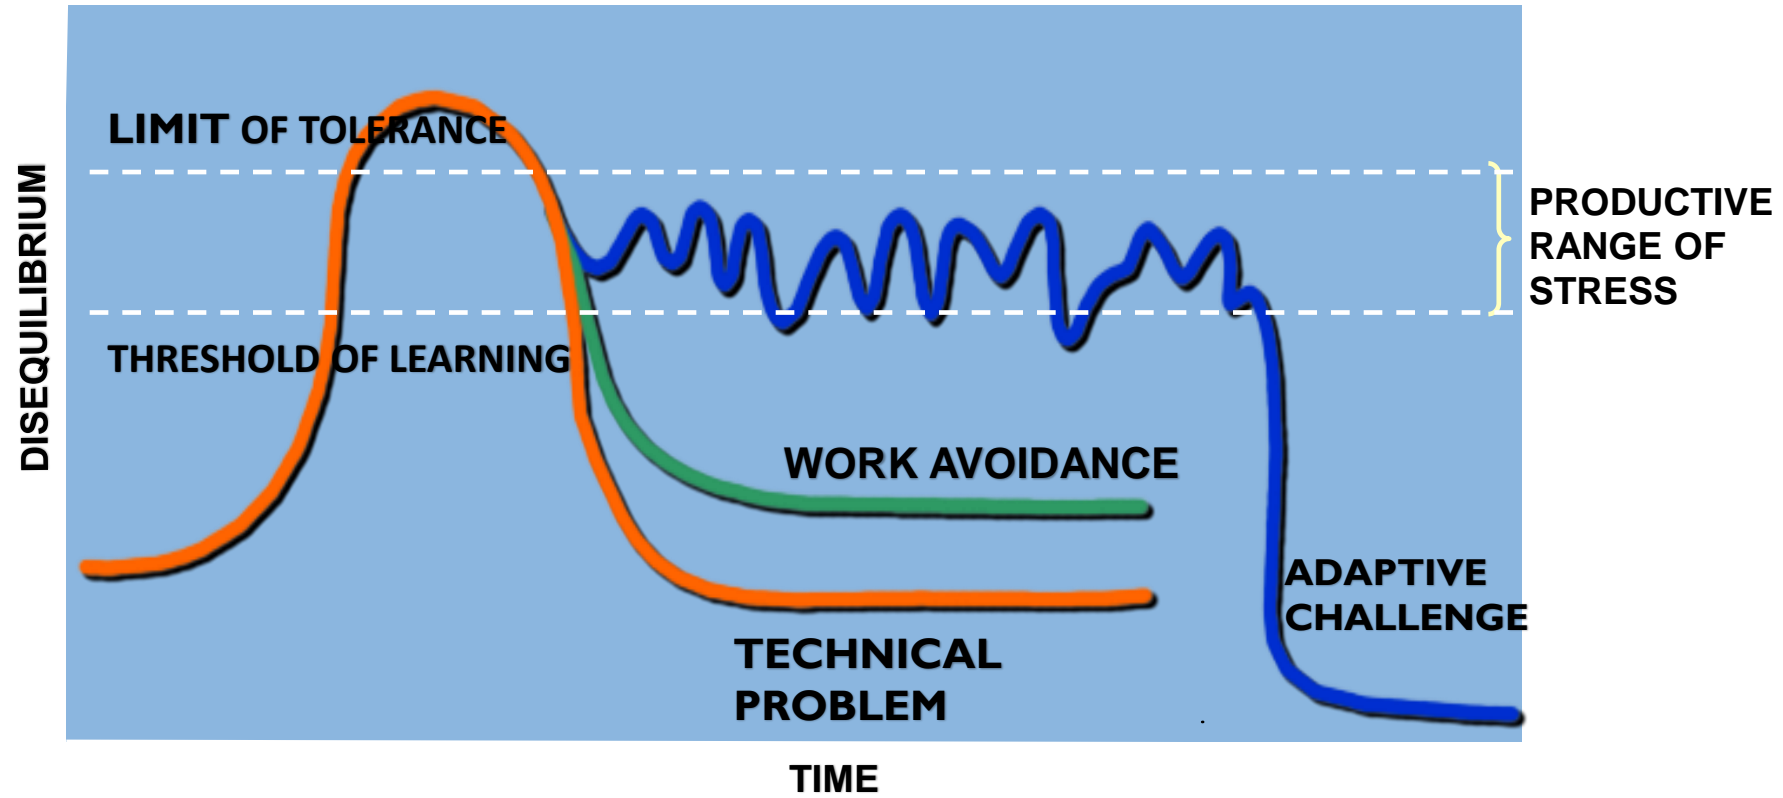 LIMIT OF TOLERANCE
DISEQUILIBRIUM
PRODUCTIVE
RANGE OF
STRESS
THRESHOLD OF LEARNING
WORK AVOIDANCE
ADAPTIVE
CHALLENGE
TECHNICAL
PROBLEM
.
TIME